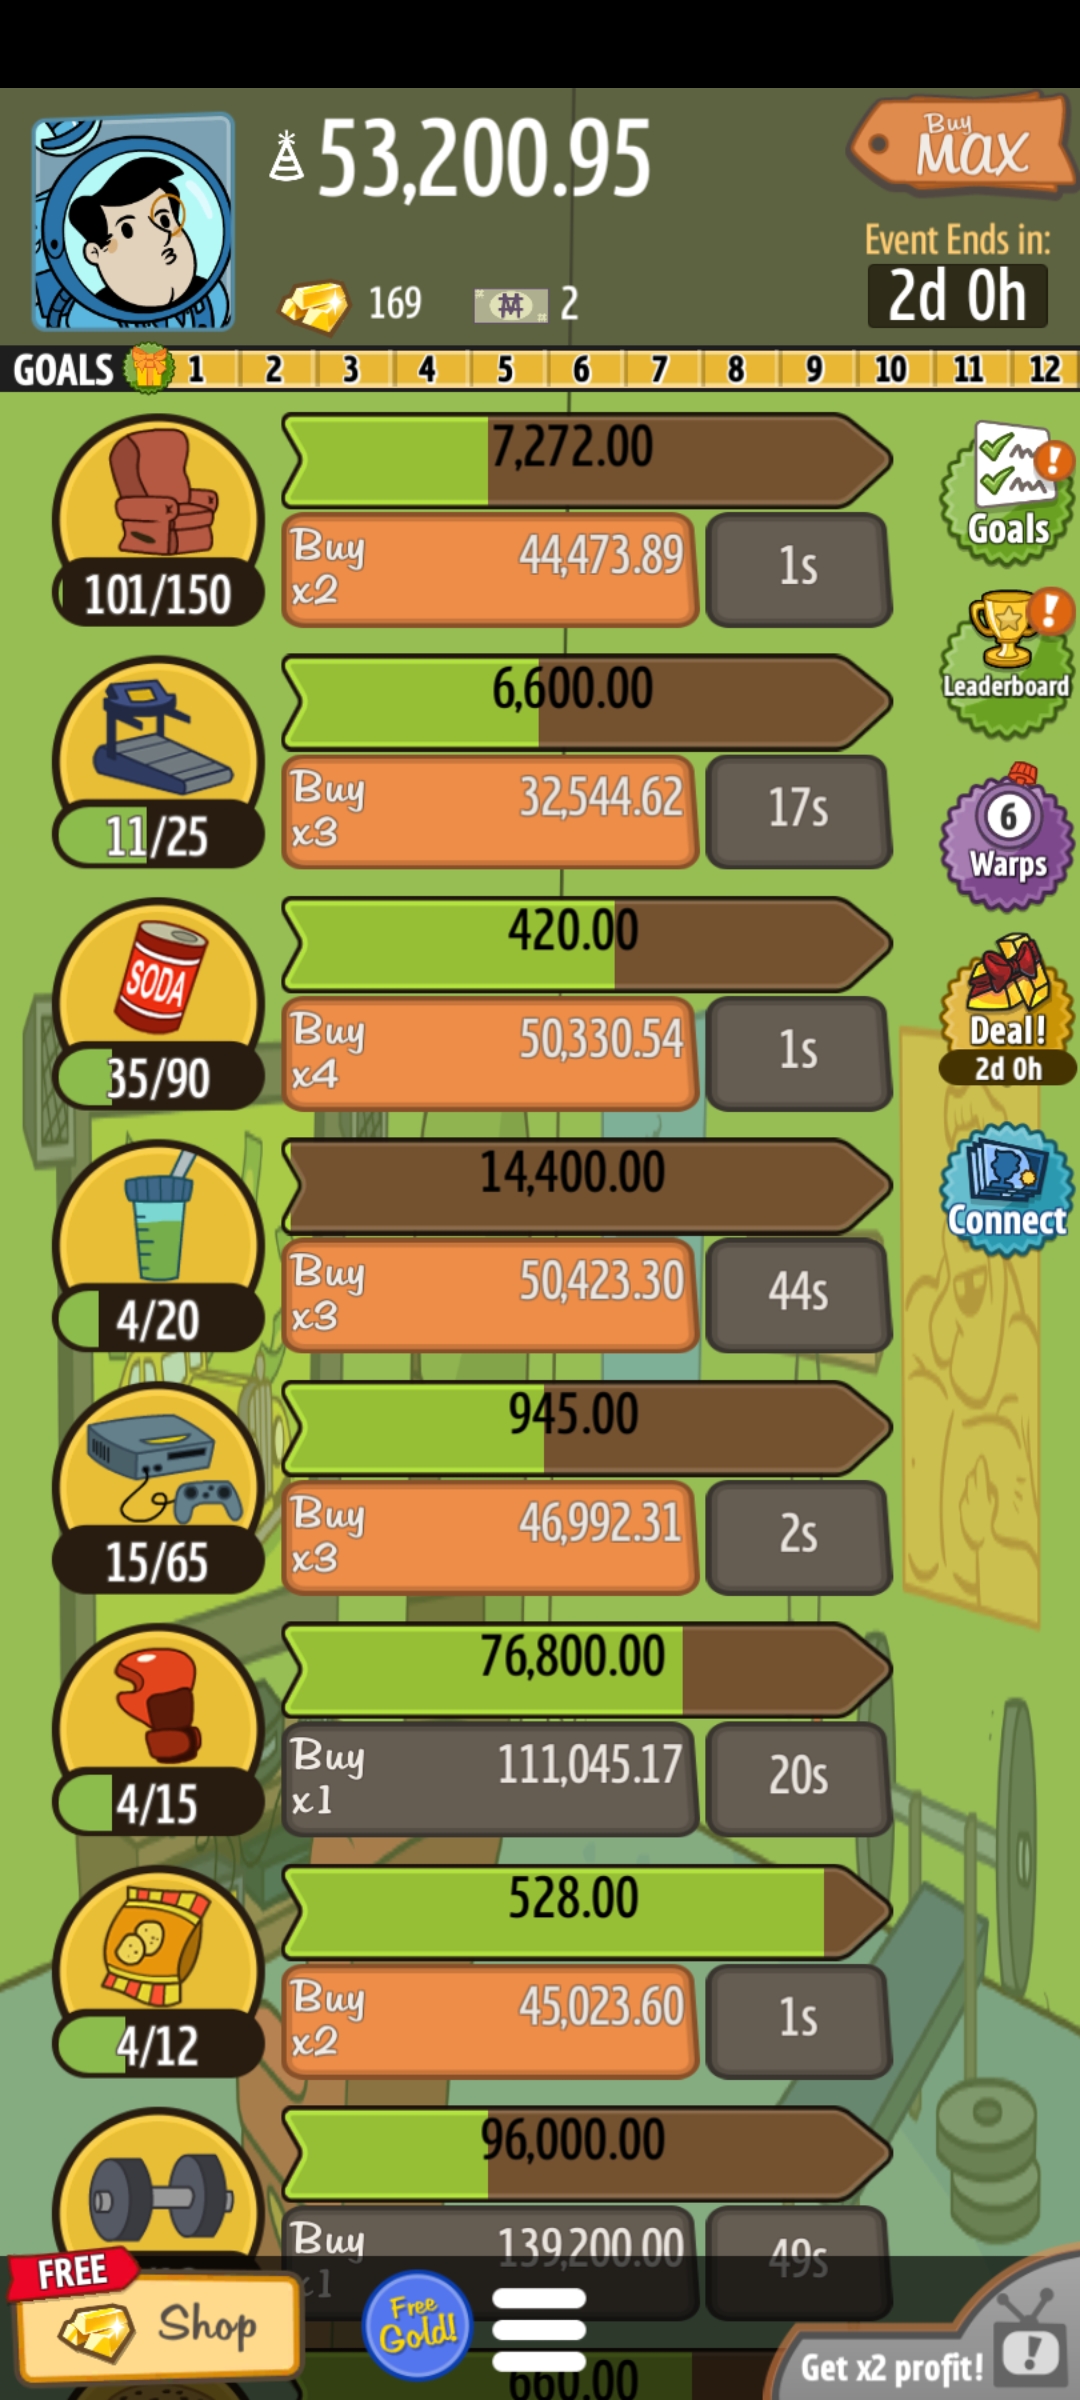 53,200.95
Buy
MAX
Event Ends in:
169
2
2d 0h
GOALS 1 2 3 4 5 6 7 8 9 10 11 12
7,272.00
Buy
x2
44,473.89
1s
101/150
Goals
6,600.00
Buy
x3
32,544.62
17s
11/25
Leaderboard
6
Warps
SODA
420.00
Buy
x4
50,330.54
1s
35/90
Deal!
2d 0h
14,400.00
Buy
x3
50,423.30
44s
4/20
Connect
945.00
Buy
x3
46,992.31
2s
15/65
76,800.00
Buy
x1
111,045.17
20s
4/15
528.00
Buy
x2
45,023.60
1s
4/12
96,000.00
Buy
x1
139,200.00
49s
FREE
Shop
Free
Gold!
660.00
Get x2 profit!